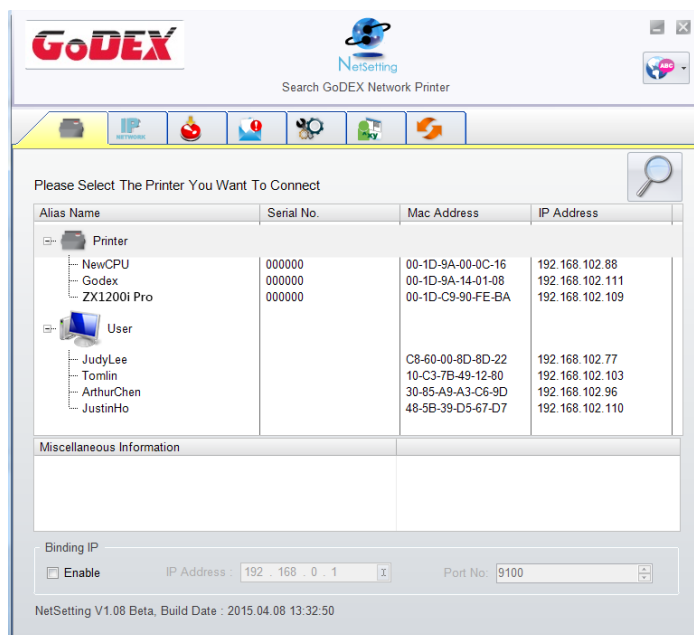 GoDEX
NetSetting
Search GoDEX Network Printer
ABC
IP
NETWORK
xy
Please Select The Printer You Want To Connect
Alias Name Serial No. Mac Address IP Address
Printer
NewCPU 000000 00-1D-9A-00-0C-16 192.168.102.88
Godex 000000 00-1D-9A-14-01-08 192.168.102.111
ZX1200i Pro 000000 00-1D-C9-90-FE-BA 192.168.102.109
User
JudyLee C8-60-00-8D-8D-22 192.168.102.77
Tomlin 10-C3-7B-49-12-80 192.168.102.103
ArthurChen 30-85-A9-A3-C6-9D 192.168.102.96
JustinHo 48-5B-39-D5-67-D7 192.168.102.110
Miscellaneous Information
Binding IP
Enable IP Address : 192 . 168 . 0 . 1 Port No: 9100
NetSetting V1.08 Beta, Build Date : 2015.04.08 13:32:50